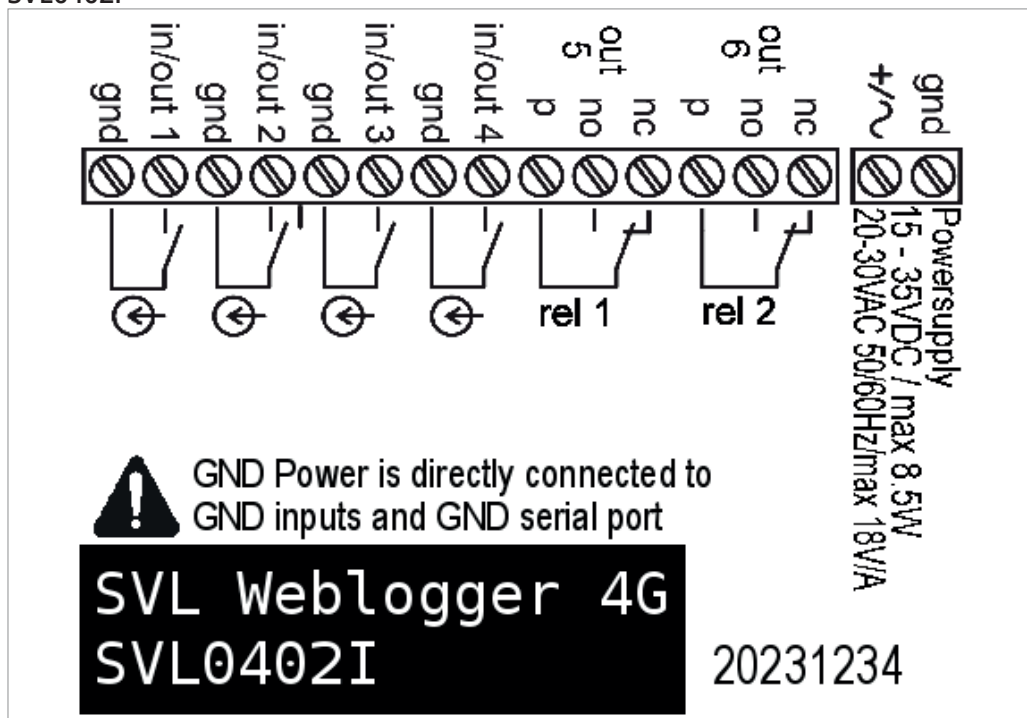 gnd
in/out 1
gnd
in/out 2
gnd
in/out 3
gnd
in/out 4
out
5
p
no
nc
out
6
p
no
nc
+/~
gnd
rel 1
rel 2
Powersupply
15 - 35VDC / max 8.5W
20-30VAC 50/60Hz/max 18V/A
GND Power is directly connected to
GND inputs and GND serial port
SVL Weblogger 4G
SVL0402I
20231234